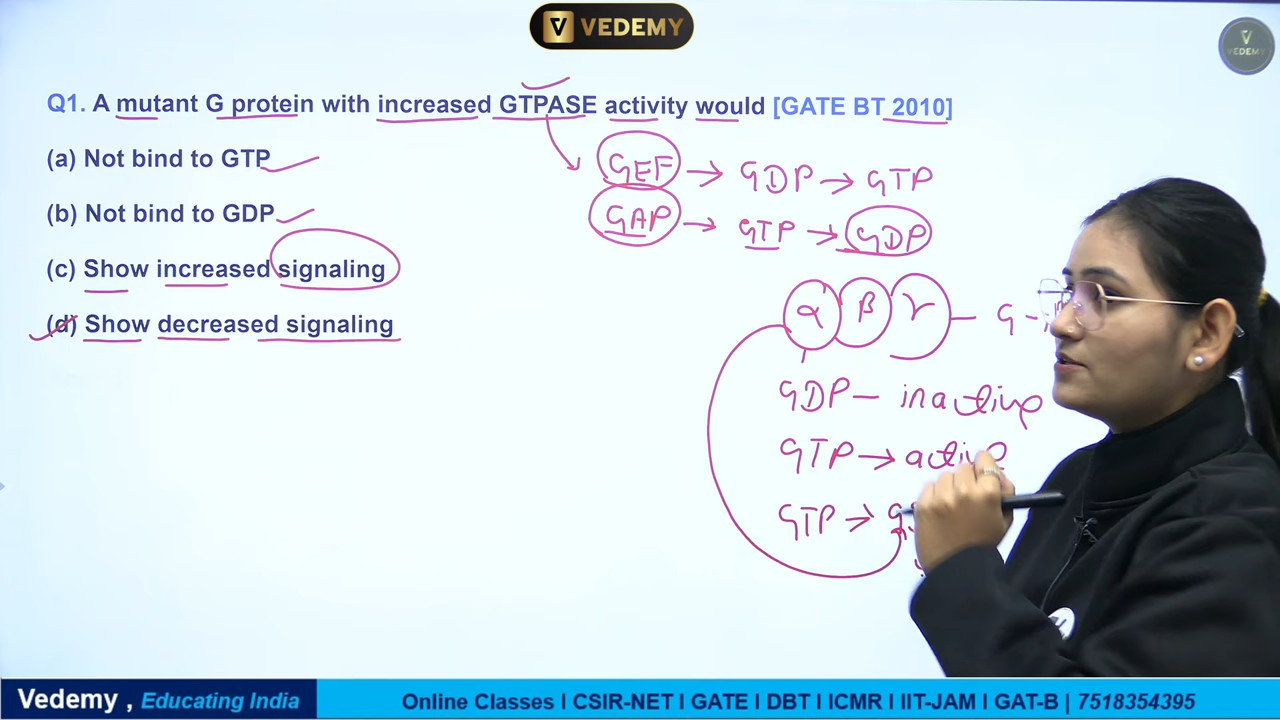 VEDEMY
VEDEMY
Q1. A mutant G protein with increased GTPASE activity would [GATE BT 2010]
(a) Not bind to GTP
(b) Not bind to GDP
(c) Show increased signaling
(d) Show decreased signaling
GEF → GDP → GTP
GAP → GTP → GDP
α β γ — G -
GDP — inactive
GTP → active
GTP →
Vedemy , Educating India
Online Classes I CSIR-NET I GATE I DBT I ICMR I IIT-JAM I GAT-B I 7518354395